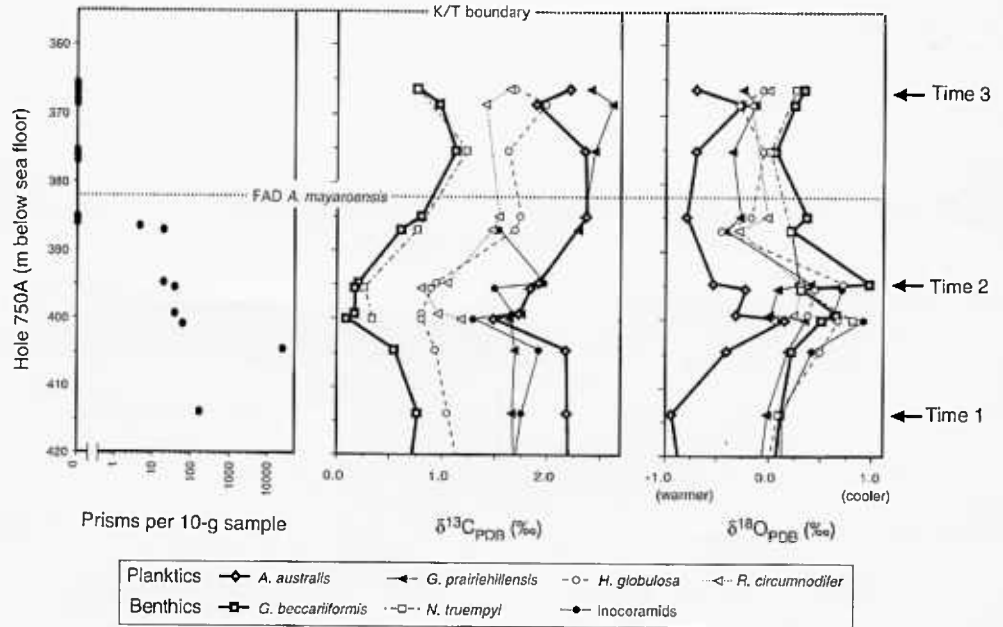 K/T boundary
360
370
380
390
400
410
420
Hole 750A (m below sea floor)
FAD A. mayaroensis
Time 3
Time 2
Time 1
0
1
10
100
1000
10000
0.0
1.0
2.0
-1.0
0.0
1.0
(warmer)
(cooler)
Prisms per 10-g sample
δ13CPDB (‰)
δ18OPDB (‰)
Planktics
A. australis
G. prairiehillensis
H. globulosa
R. circumnodifer
Benthics
G. beccariiformis
N. truempyi
Inocoramids